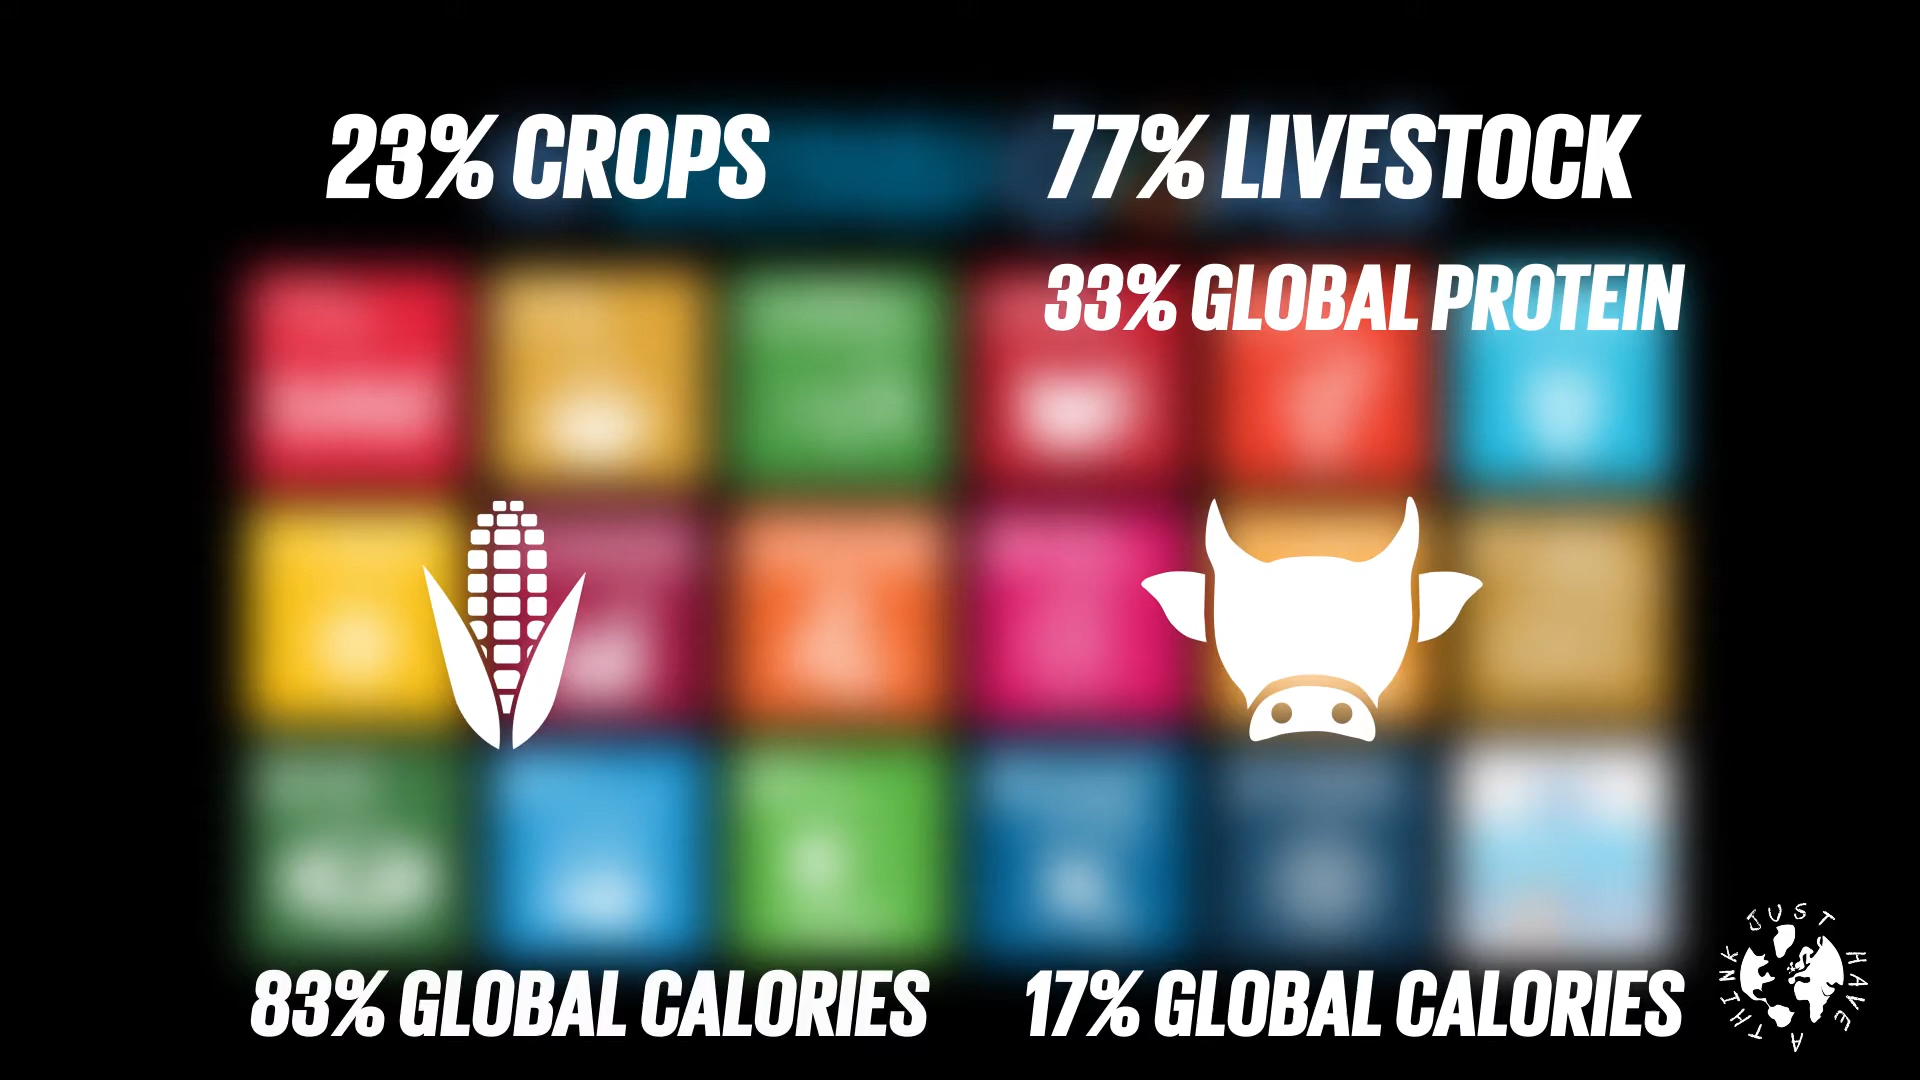 23% CROPS
77% LIVESTOCK
33% GLOBAL PROTEIN
83% GLOBAL CALORIES
17% GLOBAL CALORIES
JUST HAVE A THINK